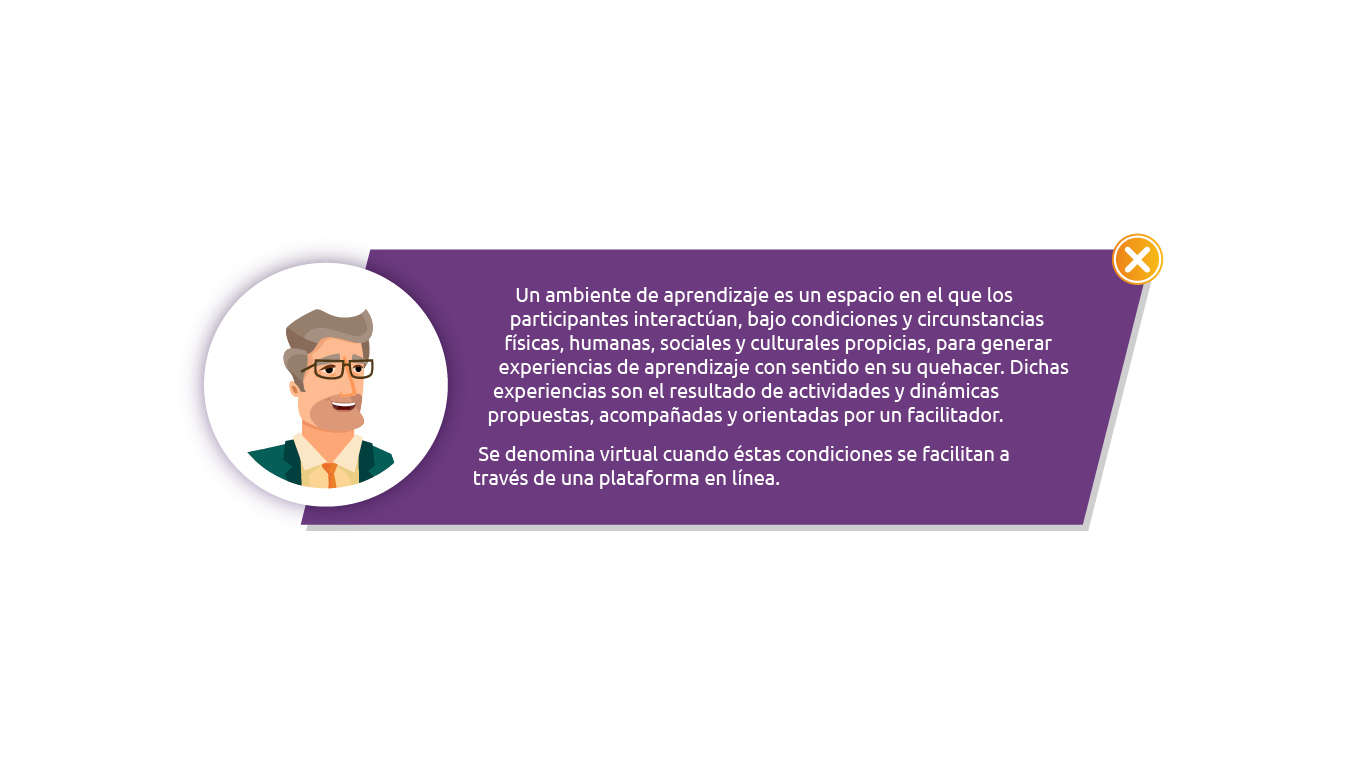 Un ambiente de aprendizaje es un espacio en el que los
participantes interactúan, bajo condiciones y circunstancias
físicas, humanas, sociales y culturales propicias, para generar
experiencias de aprendizaje con sentido en su quehacer. Dichas
experiencias son el resultado de actividades y dinámicas
propuestas, acompañadas y orientadas por un facilitador.
Se denomina virtual cuando éstas condiciones se facilitan a
través de una plataforma en línea.